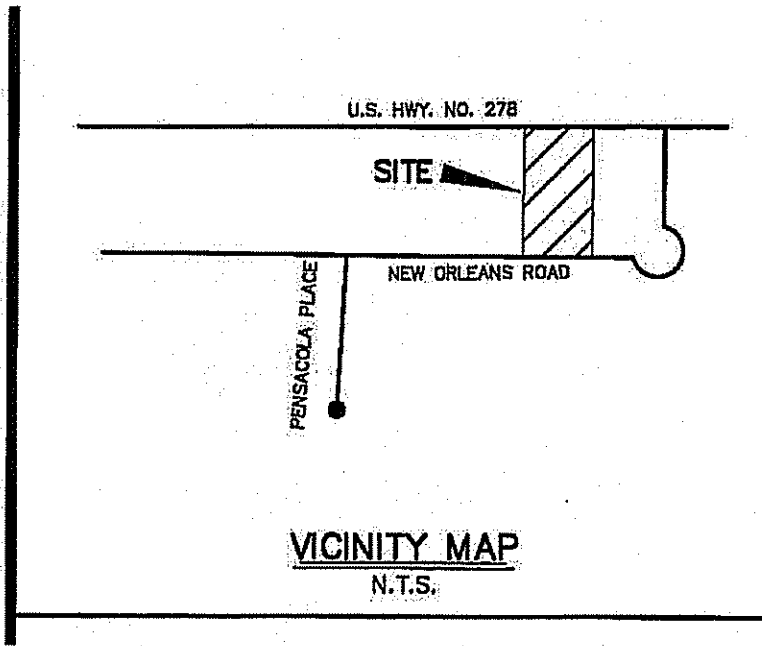 U.S. HWY. NO. 278
SITE
NEW ORLEANS ROAD
PENSACOLA PLACE
VICINITY MAP
N.T.S.